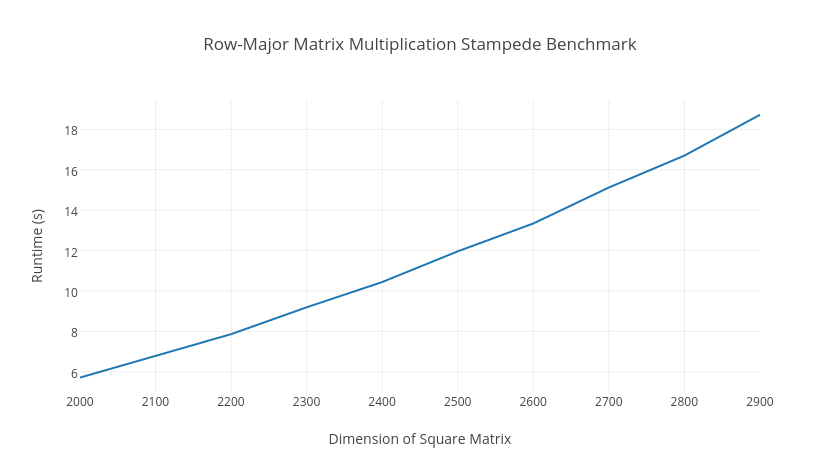 Row-Major Matrix Multiplication Stampede Benchmark
Runtime (s)
18
16
14
12
10
8
6
2000 2100 2200 2300 2400 2500 2600 2700 2800 2900
Dimension of Square Matrix